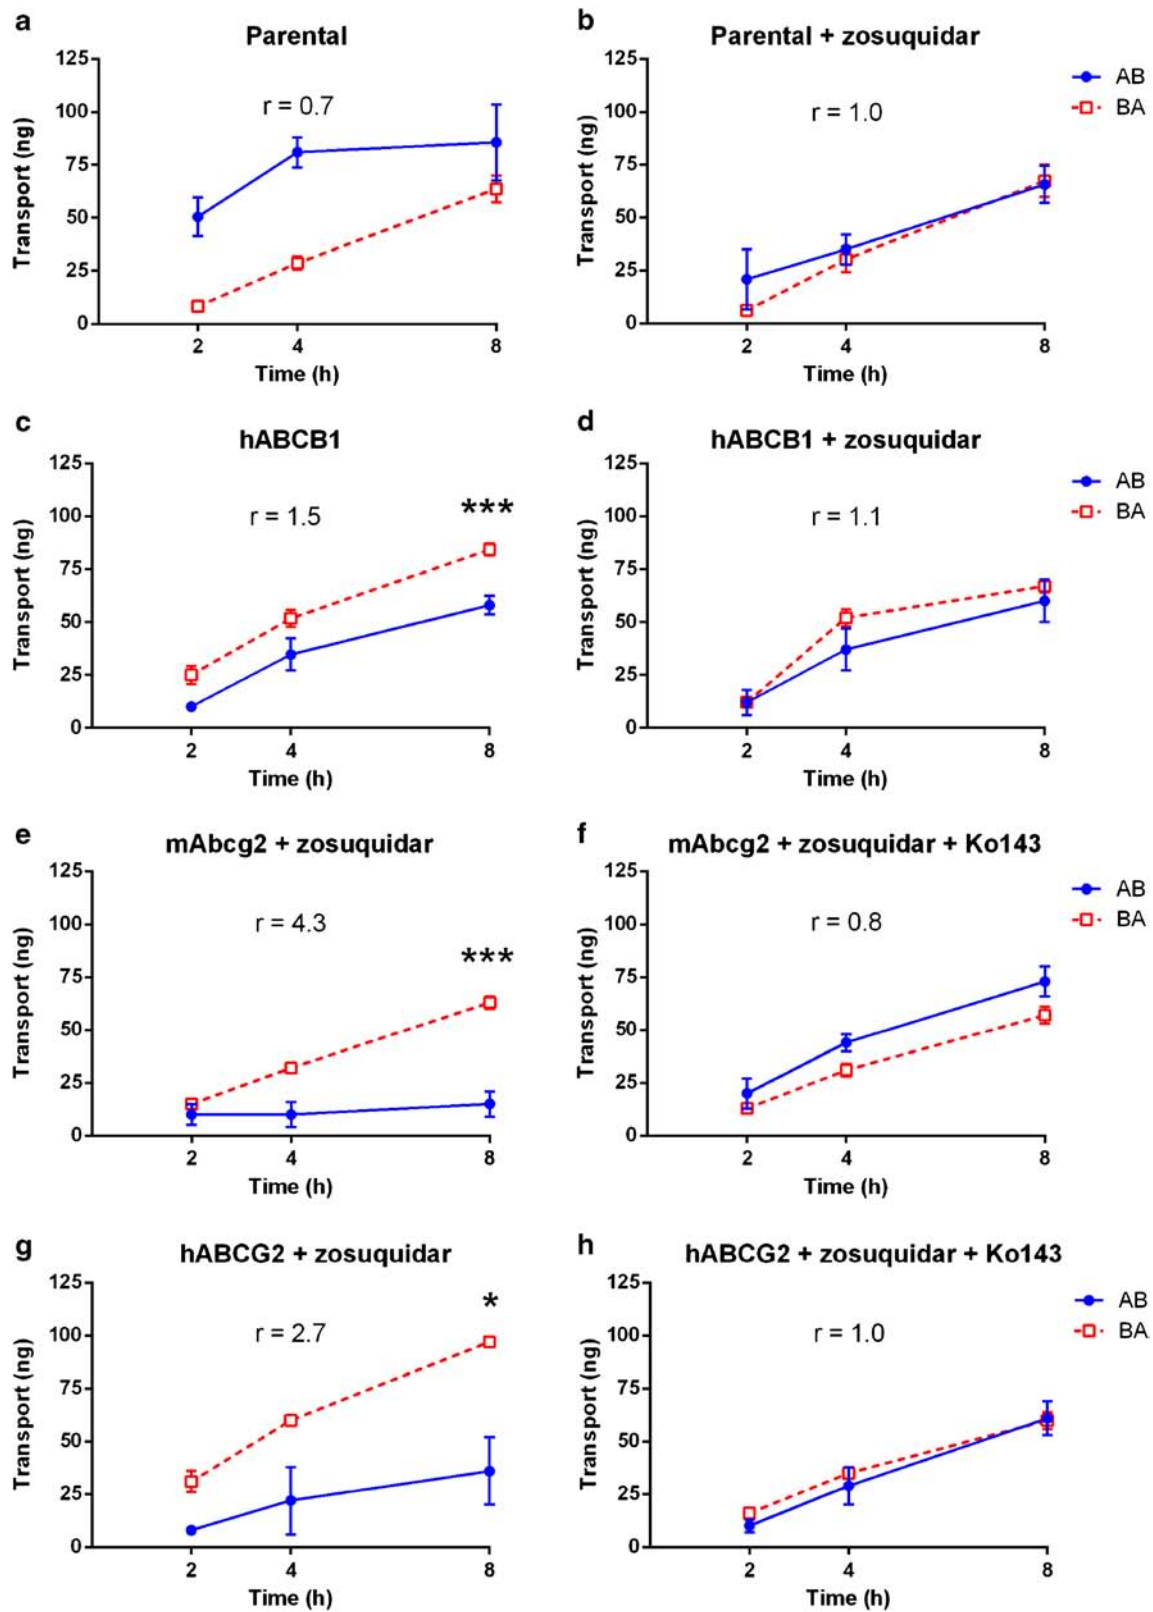 a
Parental
125
100
75
50
25
0
Transport (ng)
r = 0.7
2 4 8
Time (h)
b
Parental + zosuquidar
125
100
75
50
25
0
Transport (ng)
r = 1.0
2 4 8
Time (h)
AB
BA
c
hABCB1
125
100
75
50
25
0
Transport (ng)
r = 1.5
***
2 4 8
Time (h)
d
hABCB1 + zosuquidar
125
100
75
50
25
0
Transport (ng)
r = 1.1
2 4 8
Time (h)
AB
BA
e
mAbcg2 + zosuquidar
125
100
75
50
25
0
Transport (ng)
r = 4.3
***
2 4 8
Time (h)
f
mAbcg2 + zosuquidar + Ko143
125
100
75
50
25
0
Transport (ng)
r = 0.8
2 4 8
Time (h)
AB
BA
g
hABCG2 + zosuquidar
125
100
75
50
25
0
Transport (ng)
r = 2.7
*
2 4 8
Time (h)
h
hABCG2 + zosuquidar + Ko143
125
100
75
50
25
0
Transport (ng)
r = 1.0
2 4 8
Time (h)
AB
BA